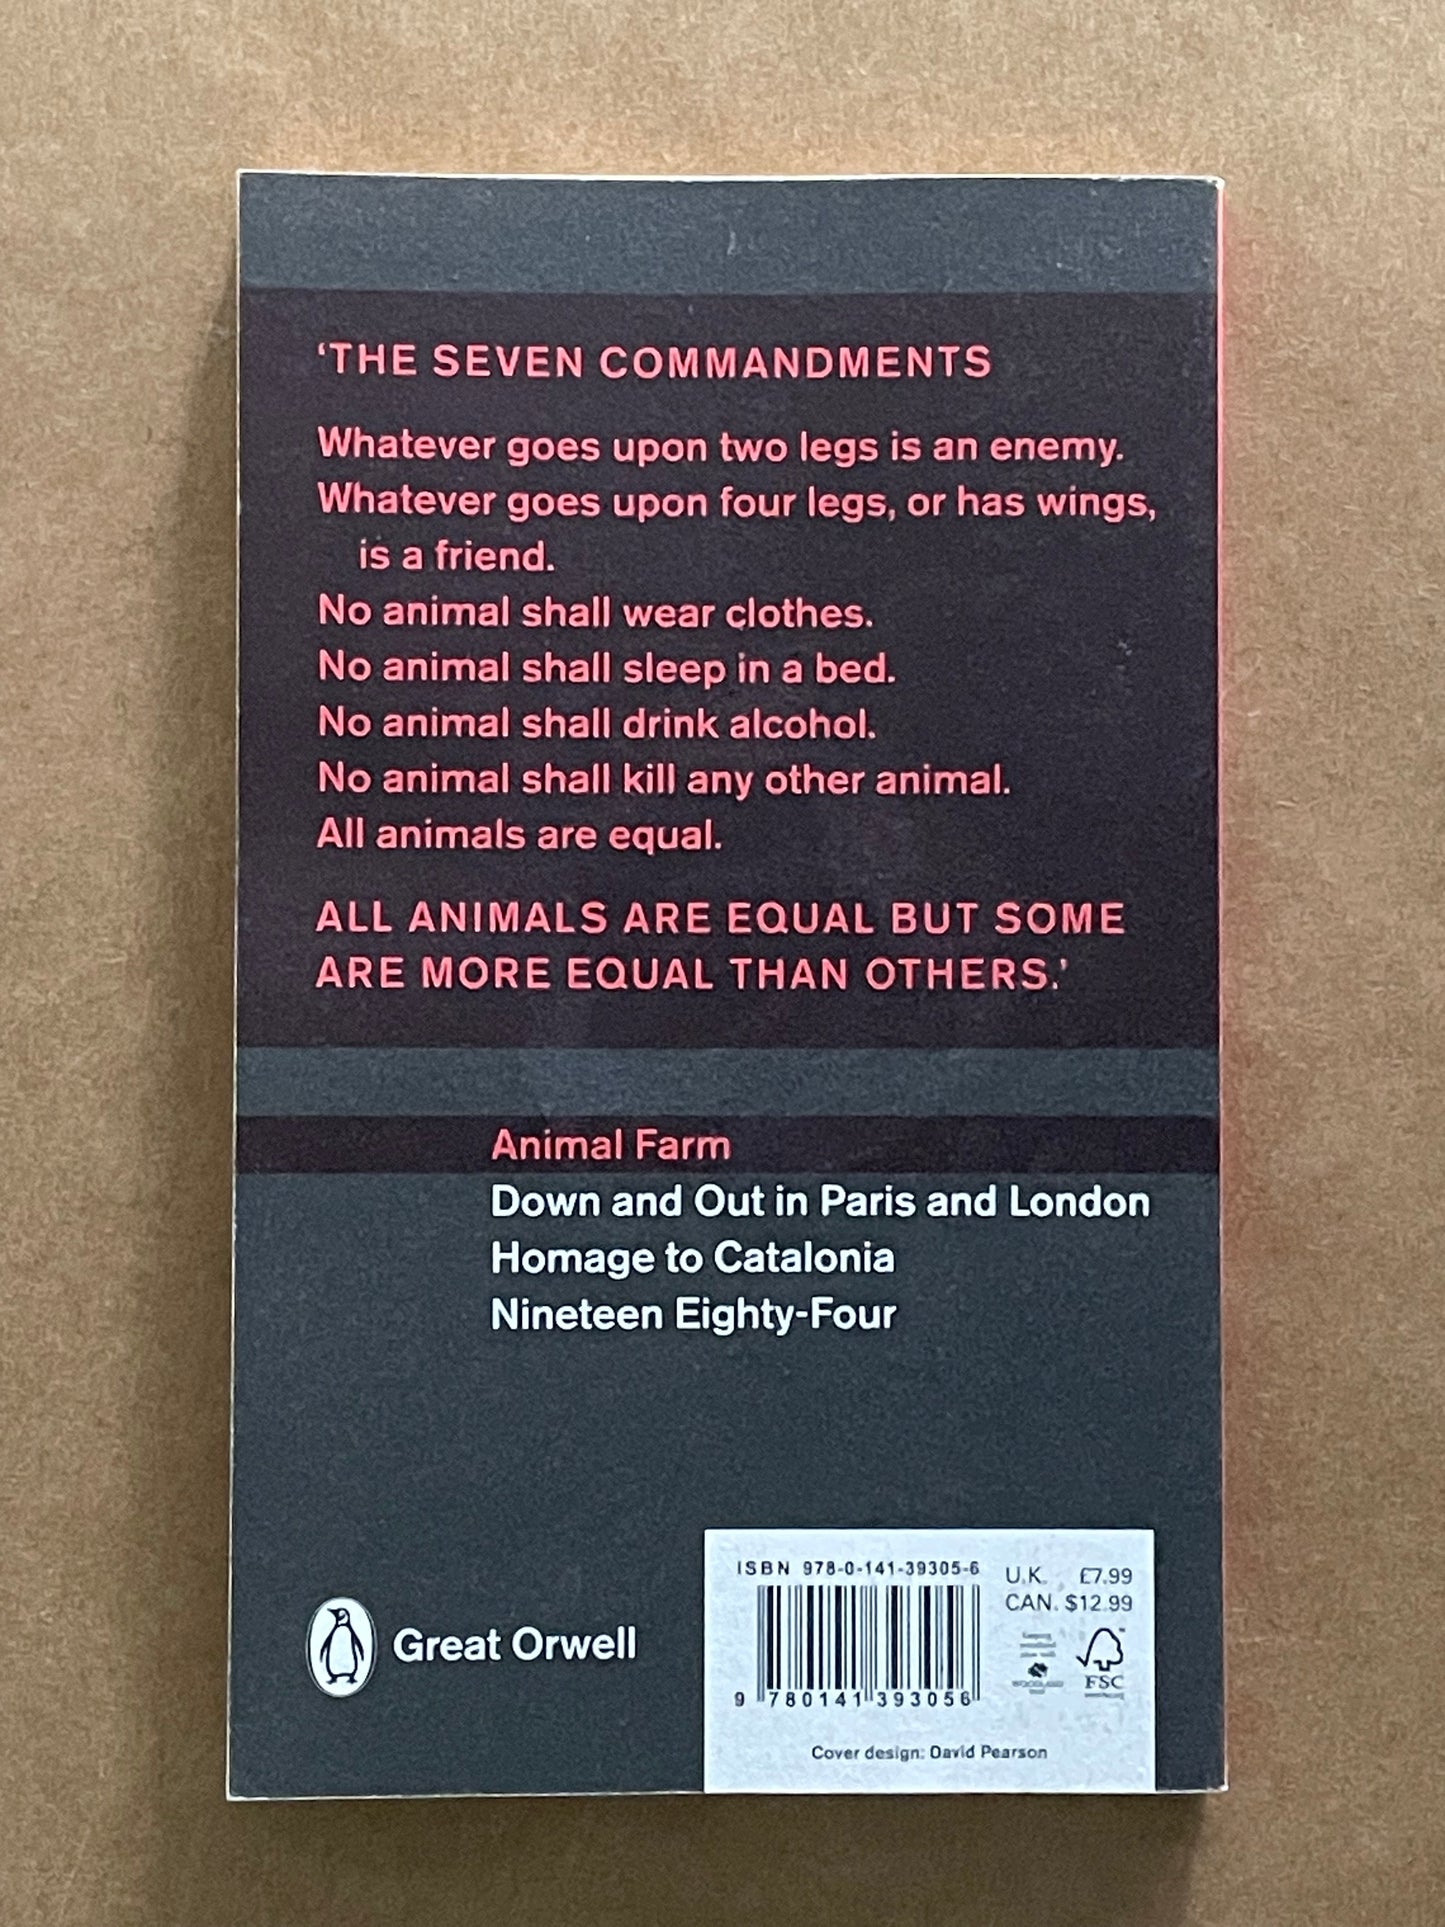 ‘THE SEVEN COMMANDMENTS
Whatever goes upon two legs is an enemy.
Whatever goes upon four legs, or has wings,
is a friend.
No animal shall wear clothes.
No animal shall sleep in a bed.
No animal shall drink alcohol.
No animal shall kill any other animal.
All animals are equal.
ALL ANIMALS ARE EQUAL BUT SOME
ARE MORE EQUAL THAN OTHERS.’
Animal Farm
Down and Out in Paris and London
Homage to Catalonia
Nineteen Eighty-Four
Great Orwell
ISBN 978-0-141-39305-6
9 780141 393056
U.K. £7.99
CAN. $12.99
FSC
Cover design: David Pearson